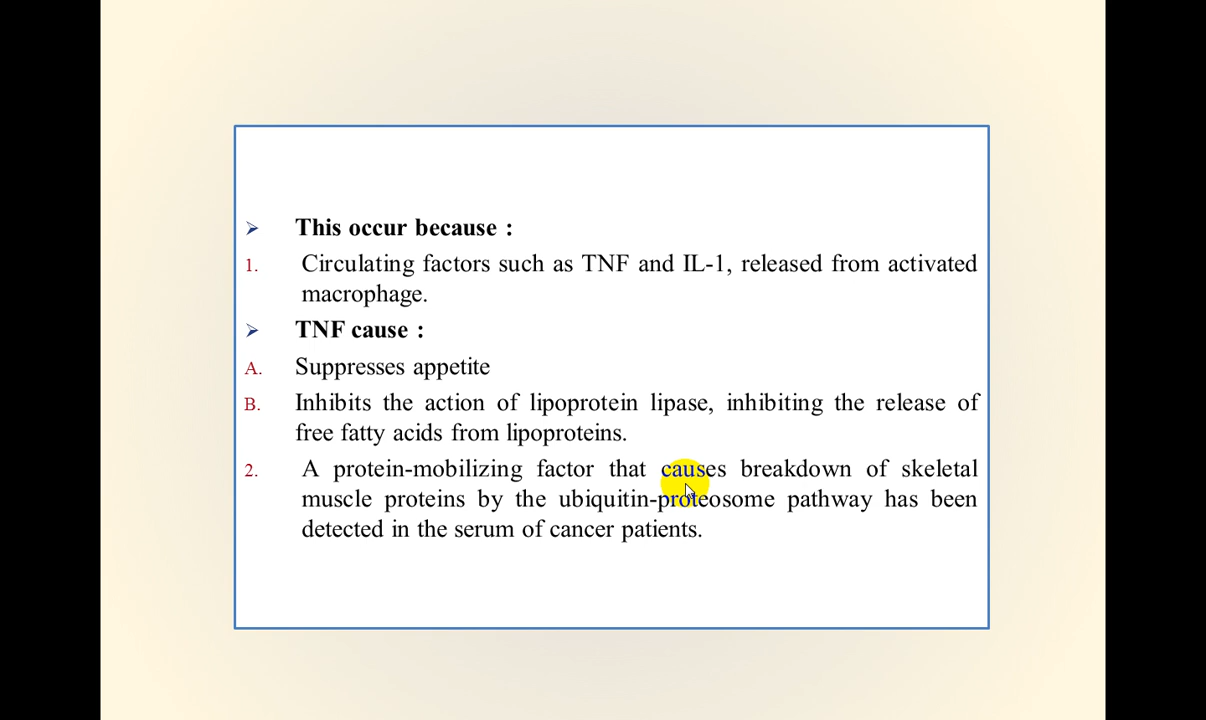 ➢ This occur because :
1. Circulating factors such as TNF and IL-1, released from activated
macrophage.
➢ TNF cause :
A. Suppresses appetite
B. Inhibits the action of lipoprotein lipase, inhibiting the release of
free fatty acids from lipoproteins.
2. A protein-mobilizing factor that causes breakdown of skeletal
muscle proteins by the ubiquitin-proteosome pathway has been
detected in the serum of cancer patients.